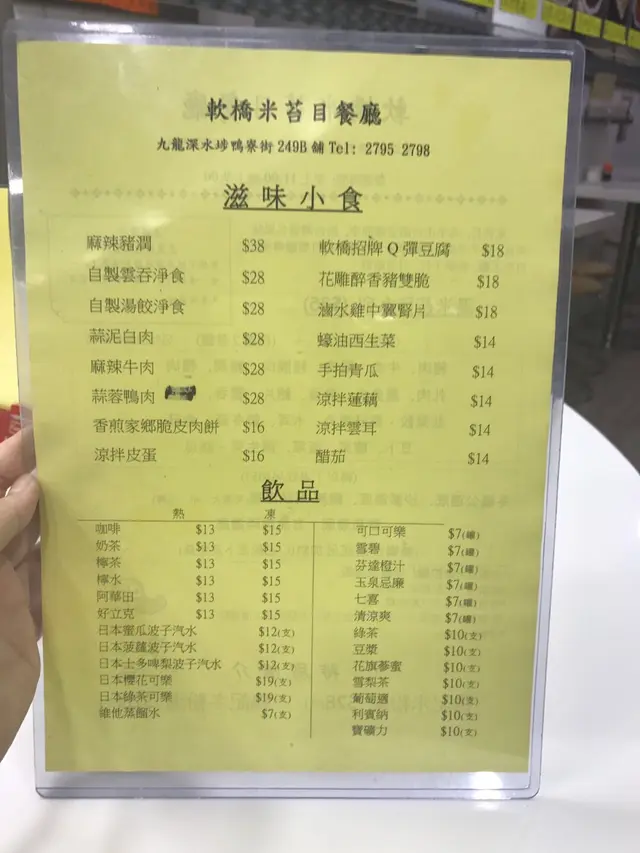 軟橋米苔目餐廳
九龍深水埗鴨寮街249B舖 Tel: 2795 2798
滋味小食
麻辣豬潤 $38
自製雲吞淨食 $28
自製湯餃淨食 $28
蒜泥白肉 $28
麻辣牛肉 $28
蒜蓉鴨肉 $28
香煎家鄉脆皮肉餅 $16
涼拌皮蛋 $16
軟橋招牌Q彈豆腐 $18
花雕醉香豬雙脆 $18
滷水雞中翼腎片 $18
蠔油西生菜 $14
手拍青瓜 $14
涼拌蓮藕 $14
涼拌雲耳 $14
醋茄 $14
飲品
熱 凍
咖啡 $13 $15
奶茶 $13 $15
檸茶 $13 $15
檸水 $13 $15
阿華田 $13 $15
好立克 $13 $15
日本蜜瓜波子汽水 $12(支)
日本菠蘿波子汽水 $12(支)
日本士多啤梨波子汽水 $12(支)
日本櫻花可樂 $19(支)
日本綠茶可樂 $19(支)
維他蒸餾水 $7(支)
可口可樂 $7(罐)
雪碧 $7(罐)
芬達橙汁 $7(罐)
玉泉忌廉 $7(罐)
七喜 $7(罐)
清涼爽 $7(罐)
綠茶 $10(支)
豆漿 $10(支)
花旗蔘蜜 $10(支)
雪梨茶 $10(支)
葡萄適 $10(支)
利賓納 $10(支)
寶礦力 $10(支)